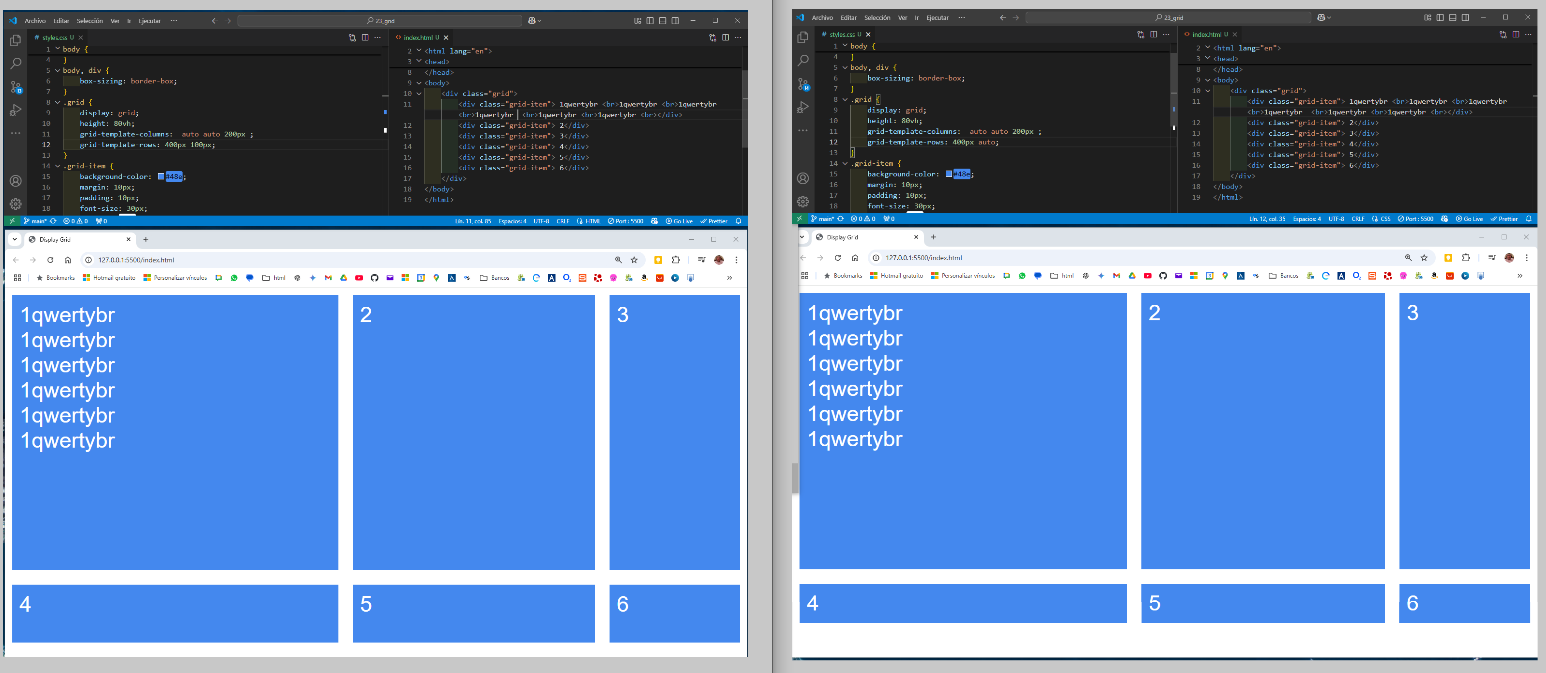 Archivo Editar Selección Ver Ir Ejecutar ··· 23_grid
# styles.css U
<> index.html U
1 body {
4 }
5 body, div {
6 box-sizing: border-box;
7 }
8 .grid {
9 display: grid;
10 height: 80vh;
11 grid-template-columns: auto auto 200px ;
12 grid-template-rows: 400px 100px;
13 }
14 .grid-item {
15 background-color: #48e;
16 margin: 10px;
17 padding: 10px;
18 font-size: 30px;
2 <html lang="en">
3 <head>
8 </head>
9 <body>
10 <div class="grid">
11 <div class="grid-item"> 1qwertybr <br>1qwertybr <br>1qwertybr
<br>1qwertybr <br>1qwertybr <br>1qwertybr <br></div>
12 <div class="grid-item"> 2</div>
13 <div class="grid-item"> 3</div>
14 <div class="grid-item"> 4</div>
15 <div class="grid-item"> 5</div>
16 <div class="grid-item"> 6</div>
17 </div>
18 </body>
19 </html>
main* 0 0 0 Lín. 11, col. 85 Espacios: 4 UTF-8 CRLF HTML Port : 5500 Go Live Prettier
Display Grid
127.0.0.1:5500/index.html
Bookmarks Hotmail gratuito Personalizar vínculos html Bancos
1qwertybr
1qwertybr
1qwertybr
1qwertybr
1qwertybr
1qwertybr
2
3
4
5
6
Archivo Editar Selección Ver Ir Ejecutar ··· 23_grid
# styles.css U
<> index.html U
1 body {
4 }
5 body, div {
6 box-sizing: border-box;
7 }
8 .grid {
9 display: grid;
10 height: 80vh;
11 grid-template-columns: auto auto 200px ;
12 grid-template-rows: 400px auto;
13 }
14 .grid-item {
15 background-color: #48e;
16 margin: 10px;
17 padding: 10px;
18 font-size: 30px;
2 <html lang="en">
3 <head>
8 </head>
9 <body>
10 <div class="grid">
11 <div class="grid-item"> 1qwertybr <br>1qwertybr <br>1qwertybr
<br>1qwertybr <br>1qwertybr <br>1qwertybr <br></div>
12 <div class="grid-item"> 2</div>
13 <div class="grid-item"> 3</div>
14 <div class="grid-item"> 4</div>
15 <div class="grid-item"> 5</div>
16 <div class="grid-item"> 6</div>
17 </div>
18 </body>
19 </html>
main* 0 0 0 Lín. 12, col. 35 Espacios: 4 UTF-8 CRLF CSS Port : 5500 Go Live Prettier
Display Grid
127.0.0.1:5500/index.html
Bookmarks Hotmail gratuito Personalizar vínculos html Bancos
1qwertybr
1qwertybr
1qwertybr
1qwertybr
1qwertybr
1qwertybr
2
3
4
5
6